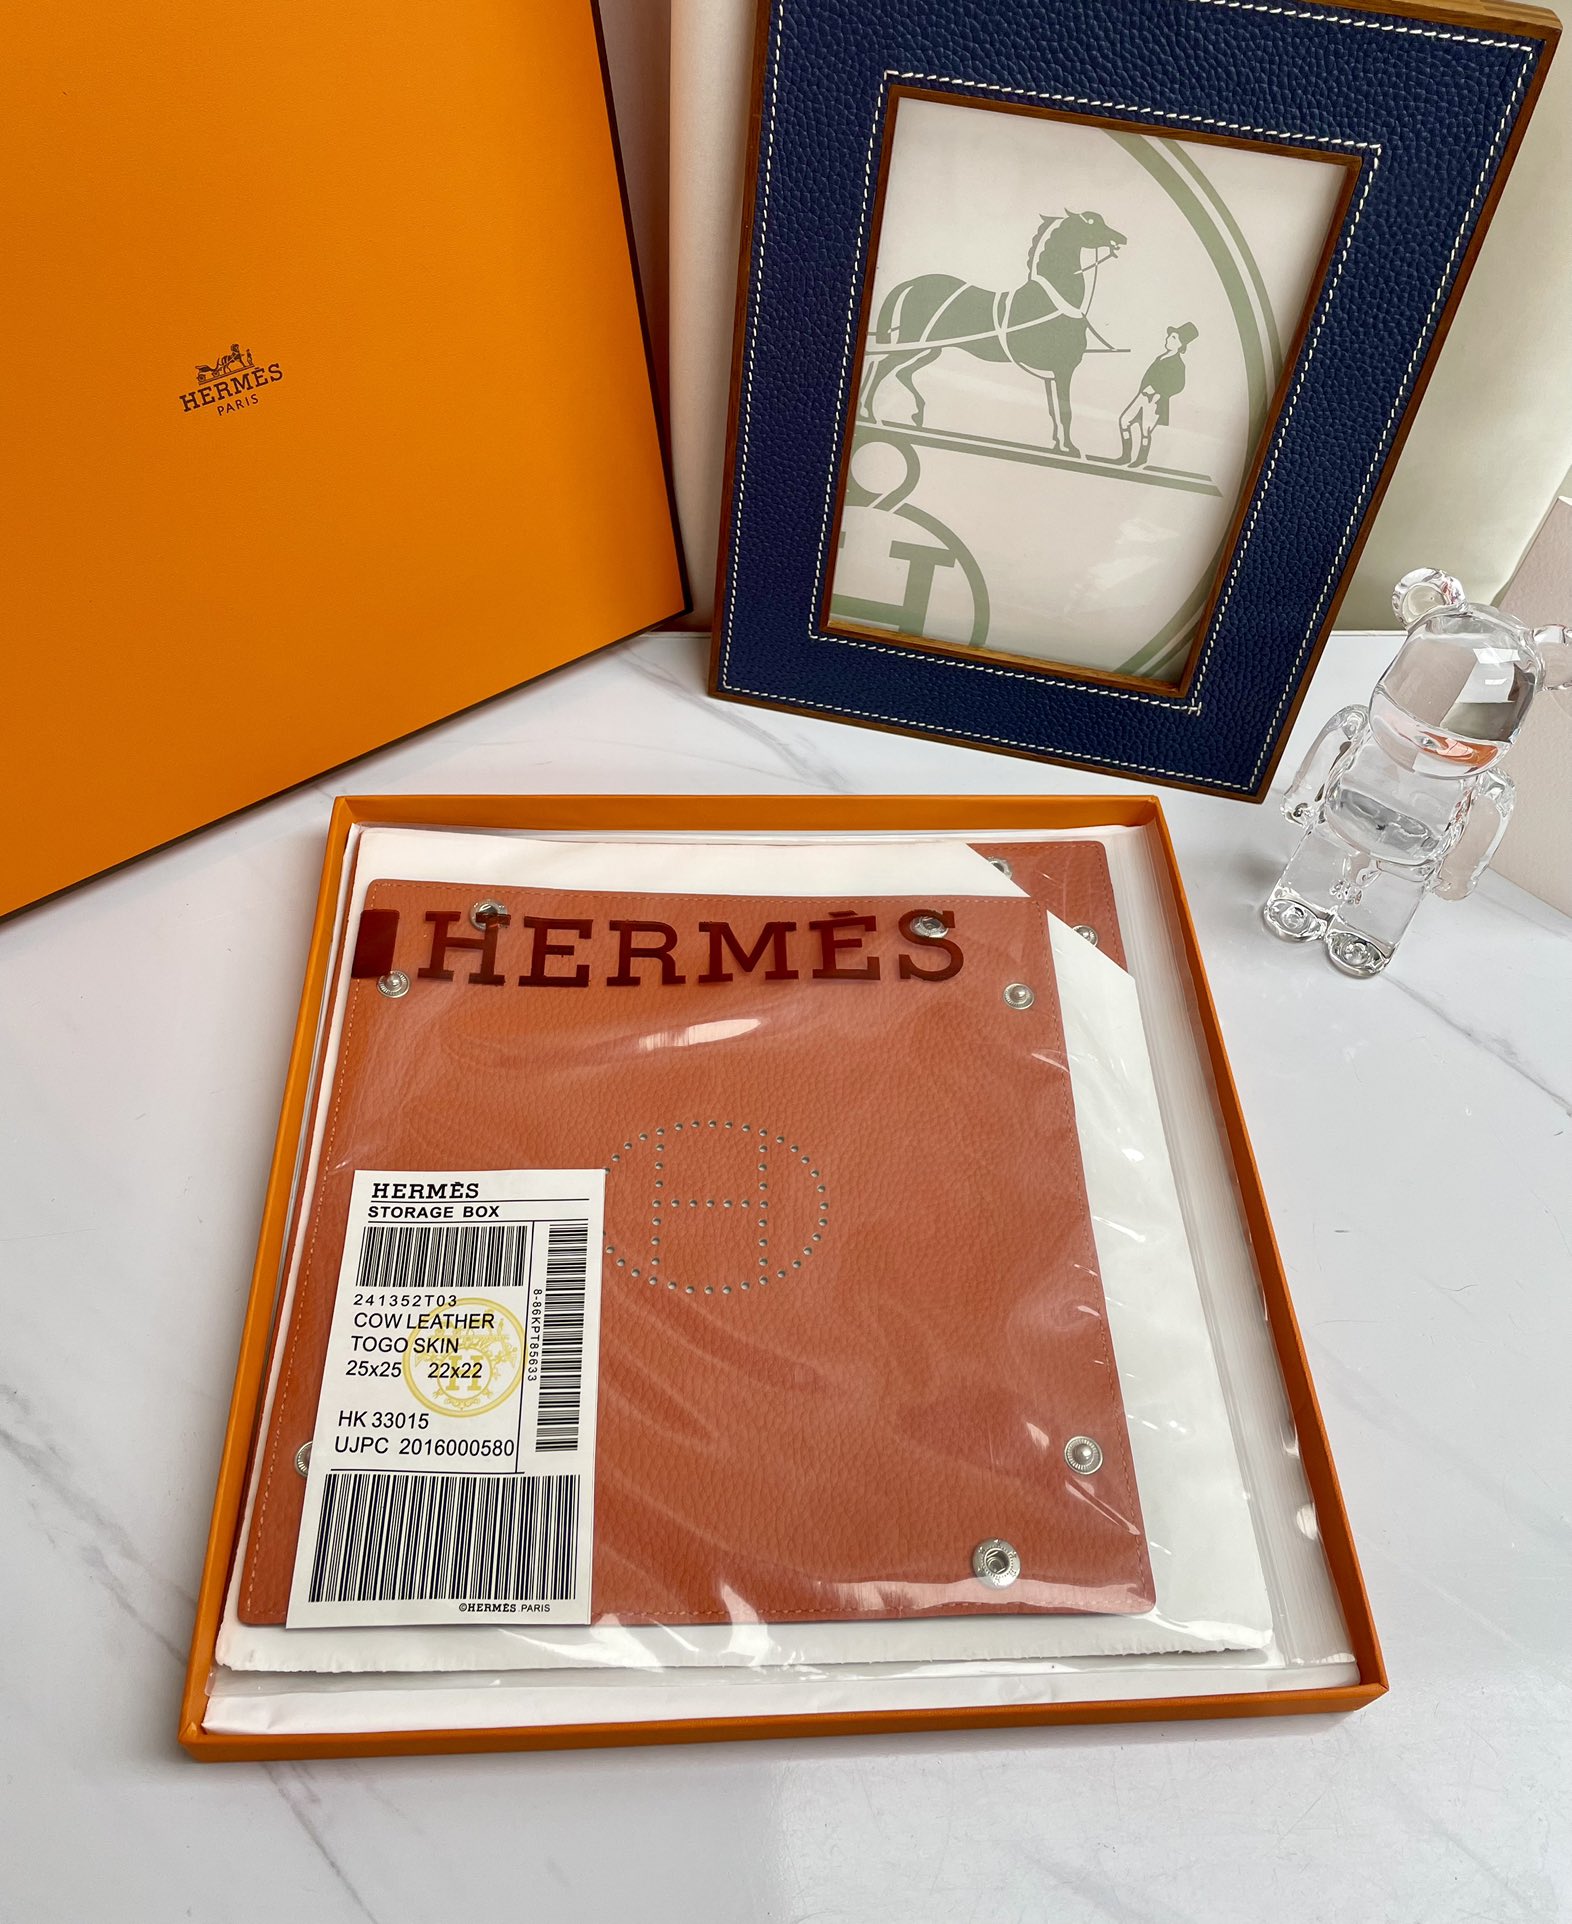 HERMÈS
PARIS
HERMÈS
HERMÈS
STORAGE BOX
241352T03
COW LEATHER
TOGO SKIN
25x25 22x22
HK 33015
UJPC 2016000580
8-86KPT85633
©HERMÈS.PARIS